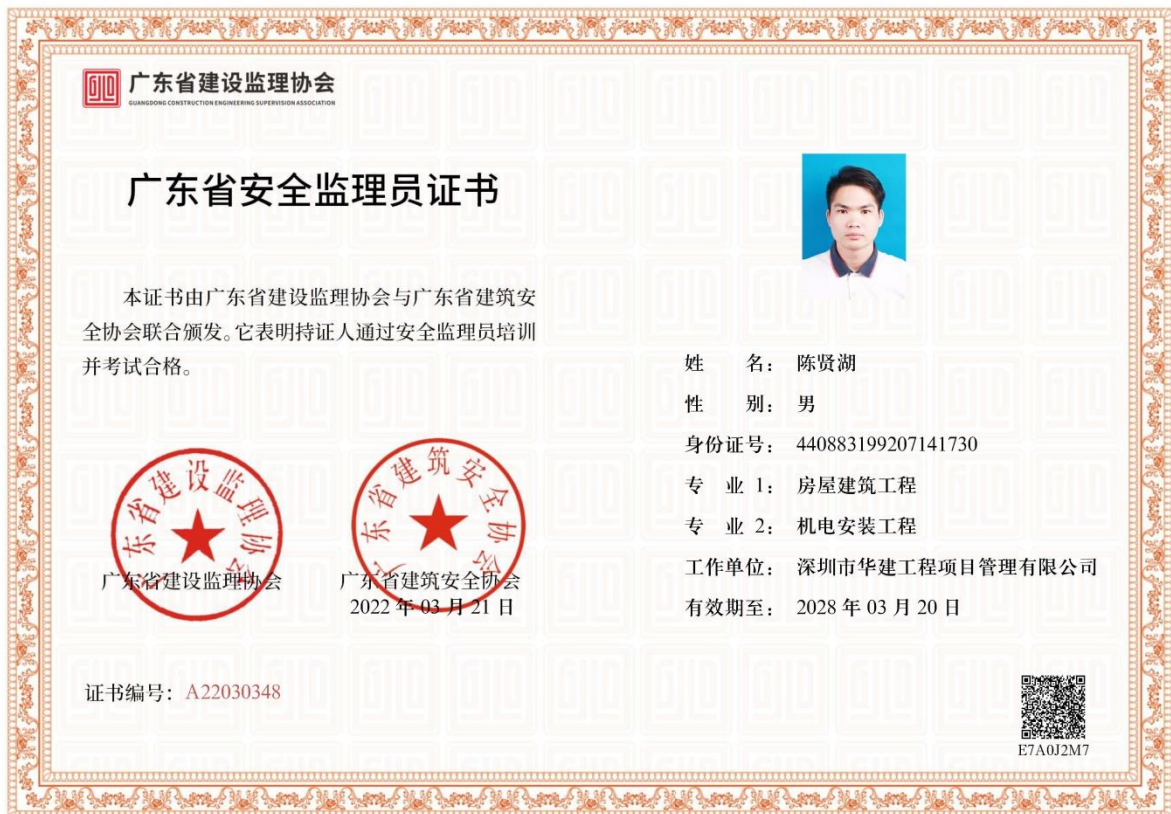 广东省建设监理协会
GUANGDONG CONSTRUCTION ENGINEERING SUPERVISION ASSOCIATION
广东省安全监理员证书
本证书由广东省建设监理协会与广东省建筑安
全协会联合颁发。它表明持证人通过安全监理员培训
并考试合格。
广东省建设监理协会
广东省建设监理协会
广东省建筑安全协会
广东省建筑安全协会
2022 年 03 月 21 日
证书编号：A22030348
姓 名：陈贤湖
性 别：男
身份证号：440883199207141730
专 业 1：房屋建筑工程
专 业 2：机电安装工程
工作单位：深圳市华建工程项目管理有限公司
有效期至：2028 年 03 月 20 日
E7A0J2M7